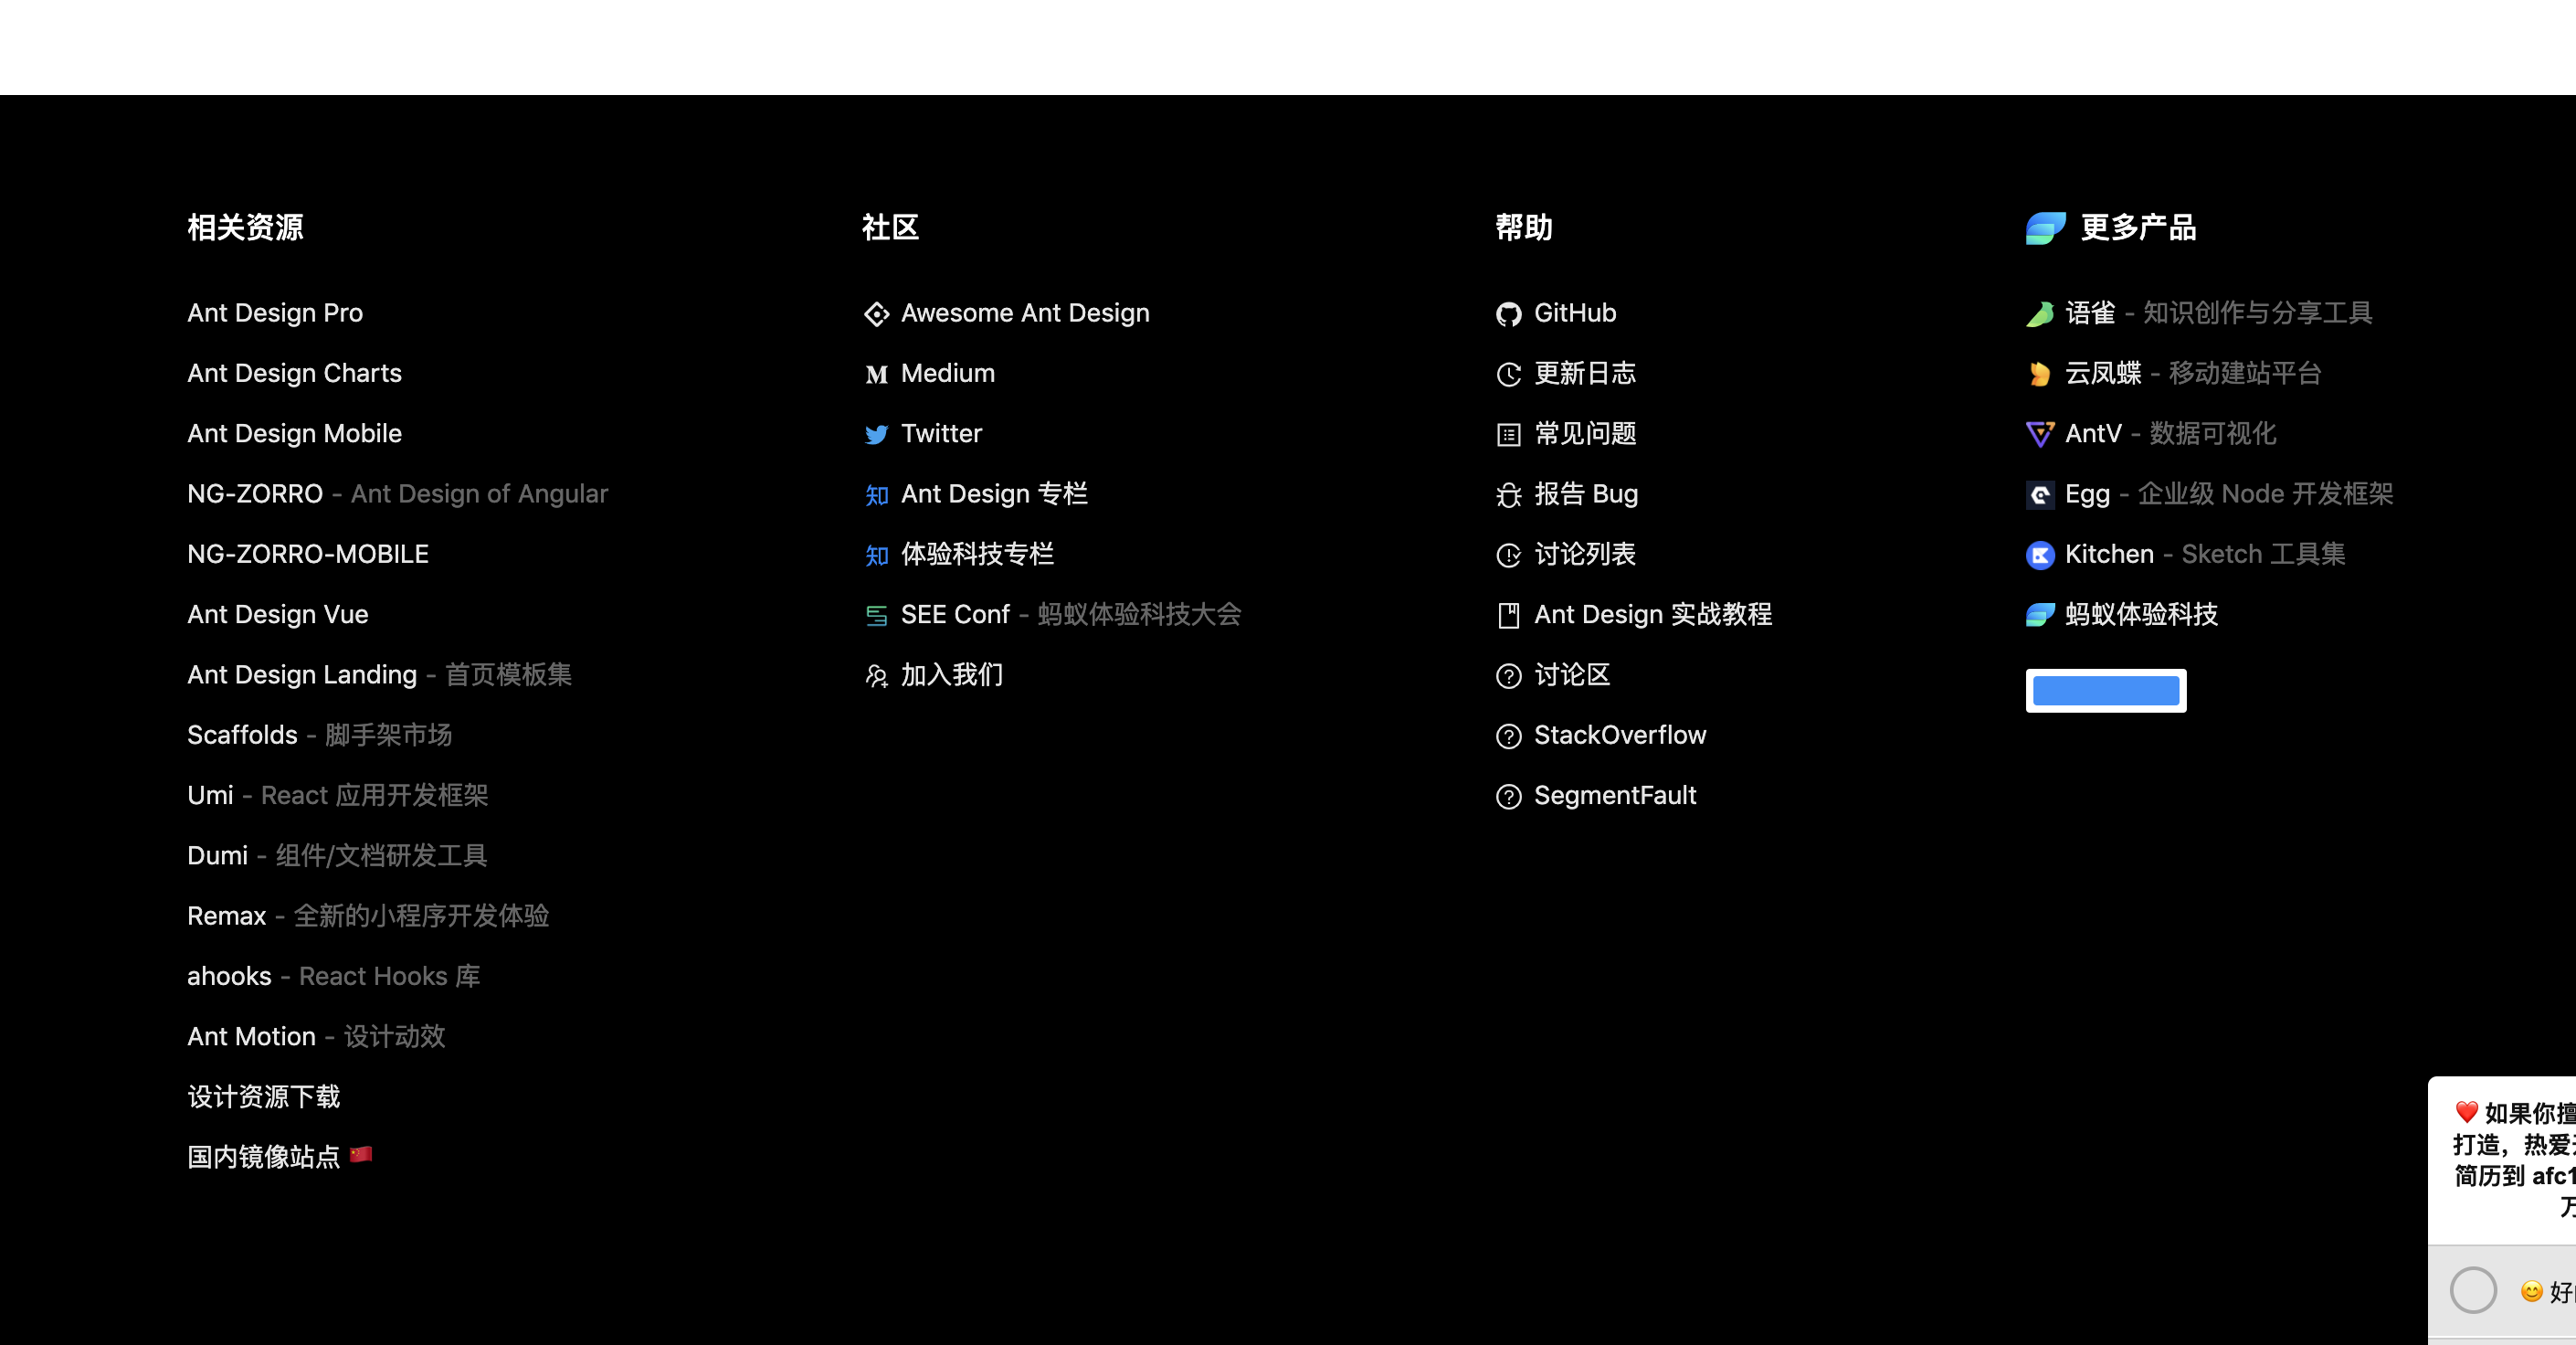 相关资源
Ant Design Pro
Ant Design Charts
Ant Design Mobile
NG-ZORRO - Ant Design of Angular
NG-ZORRO-MOBILE
Ant Design Vue
Ant Design Landing - 首页模板集
Scaffolds - 脚手架市场
Umi - React 应用开发框架
Dumi - 组件/文档研发工具
Remax - 全新的小程序开发体验
ahooks - React Hooks 库
Ant Motion - 设计动效
设计资源下载
国内镜像站点 🇨🇳
社区
Awesome Ant Design
Medium
Twitter
知 Ant Design 专栏
知 体验科技专栏
SEE Conf - 蚂蚁体验科技大会
加入我们
帮助
GitHub
更新日志
常见问题
报告 Bug
讨论列表
Ant Design 实战教程
讨论区
StackOverflow
SegmentFault
更多产品
语雀 - 知识创作与分享工具
云凤蝶 - 移动建站平台
AntV - 数据可视化
Egg - 企业级 Node 开发框架
Kitchen - Sketch 工具集
蚂蚁体验科技
❤️ 如果你擅
打造，热爱
简历到 afc1
万
😊 好